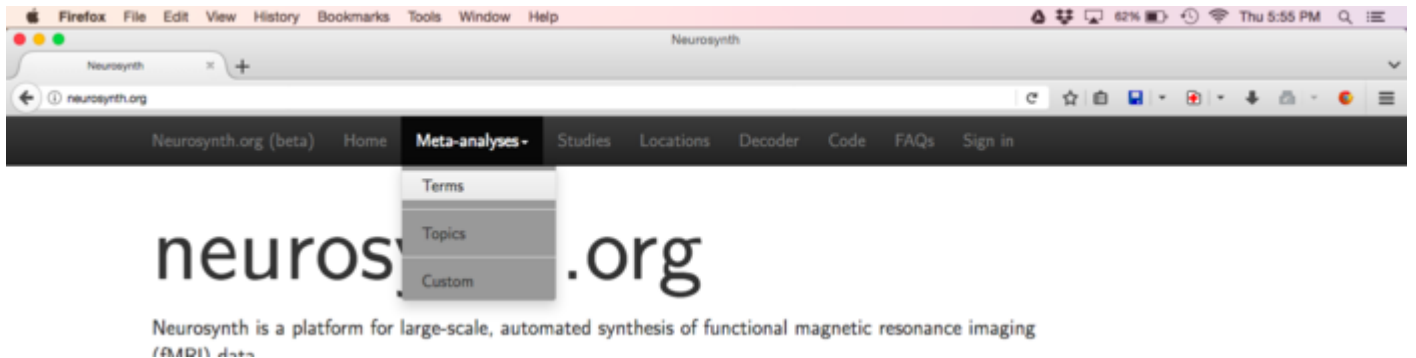 Firefox File Edit View History Bookmarks Tools Window Help 62% Thu 5:55 PM
Neurosynth
Neurosynth
neurosynth.org
Neurosynth.org (beta) Home Meta-analyses Studies Locations Decoder Code FAQs Sign in
Terms
Topics
Custom
neuros .org
Neurosynth is a platform for large-scale, automated synthesis of functional magnetic resonance imaging
(fMRI) data